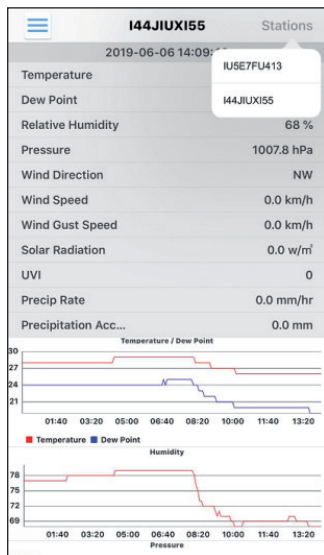 I44JIUXI55 Stations
2019-06-06 14:09:
IU5E7FU413
I44JIUXI55
Temperature
Dew Point
Relative Humidity 68 %
Pressure 1007.8 hPa
Wind Direction NW
Wind Speed 0.0 km/h
Wind Gust Speed 0.0 km/h
Solar Radiation 0.0 w/㎡
UVI 0
Precip Rate 0.0 mm/hr
Precipitation Acc... 0.0 mm
Temperature / Dew Point
30
27
24
21
01:40 03:20 05:00 06:40 08:20 10:00 11:40 13:20
Temperature Dew Point
Humidity
78
75
72
69
01:40 03:20 05:00 06:40 08:20 10:00 11:40 13:20
Pressure